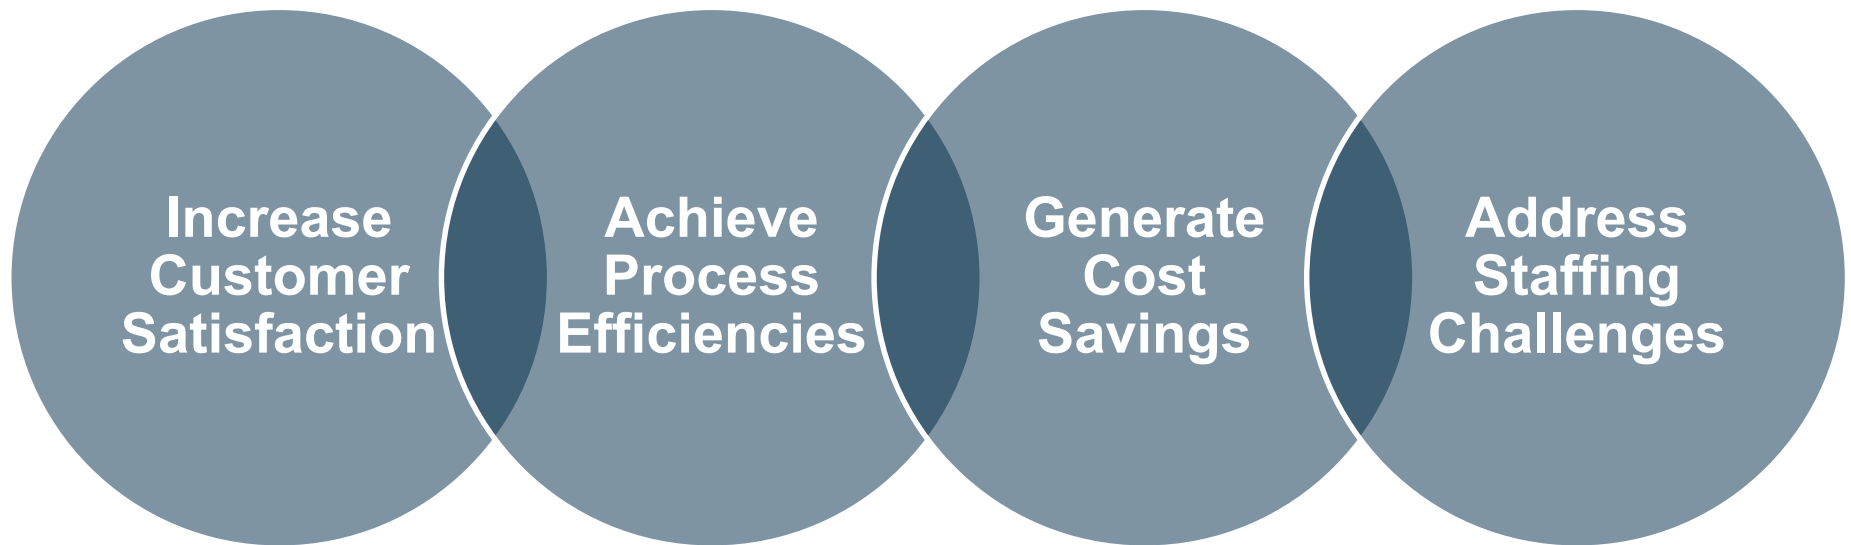 Increase
Customer
Satisfaction
Achieve
Process
Efficiencies
Generate
Cost
Savings
Address
Staffing
Challenges